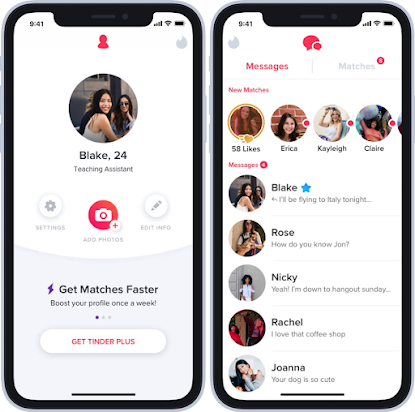 9:41
Blake, 24
Teaching Assistant
SETTINGS
ADD PHOTOS
EDIT INFO
Get Matches Faster
Boost your profile once a week!
GET TINDER PLUS
9:41
Messages
Matches
8
New Matches
58 Likes
Erica
Kayleigh
Claire
Messages 4
Blake
I'll be flying to Italy tonight...
Rose
How do you know Jon?
Nicky
Yeah! I'm down to hangout sunday...
Rachel
I love that coffee shop
Joanna
Your dog is so cute